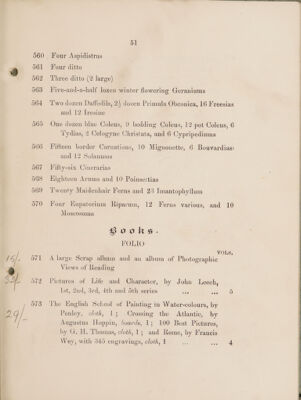 51
560 Four Aspidistras
561 Four ditto
562 Three ditto (2 large)
563 Five-and-a-half boxes winter flowering Geraniums
564 Two dozen Daffodils, 2½ dozen Primula Obconica, 16 Freesias
and 12 Iresine
565 One dozen blue Coleus, 9 bedding Coleus, 12 pot Coleus, 6
Tydias, 2 Cologyne Christata, and 6 Cypripediums
566 Fifteen border Carnations, 10 Mignonette, 6 Bouvardias
and 12 Solanums
567 Fifty-six Cinerarias
568 Eighteen Arums and 10 Poinsettias
569 Twenty Maidenhair Ferns and 23 Imantophyllum
570 Four Eupatorium Riparum, 12 Ferns various, and 10
Books.
FOLIO
VOLS.
15/- 571 A large Scrap album and an album of Photographic
Views of Reading
572 Pictures of Life and Character, by John Leech,
1st, 2nd, 3rd, 4th and 5th series ... ... 5
29/- 573 The English School of Painting in Water-colours, by
Penley, cloth, 1 ; Crossing the Atlantic, by
Augustus Hoppin, boards, 1 ; 100 Best Pictures,
by G. H. Thomas, cloth, 1 ; and Rome, by Francis
Wey, with 345 engravings, cloth, 1 ... ... 4